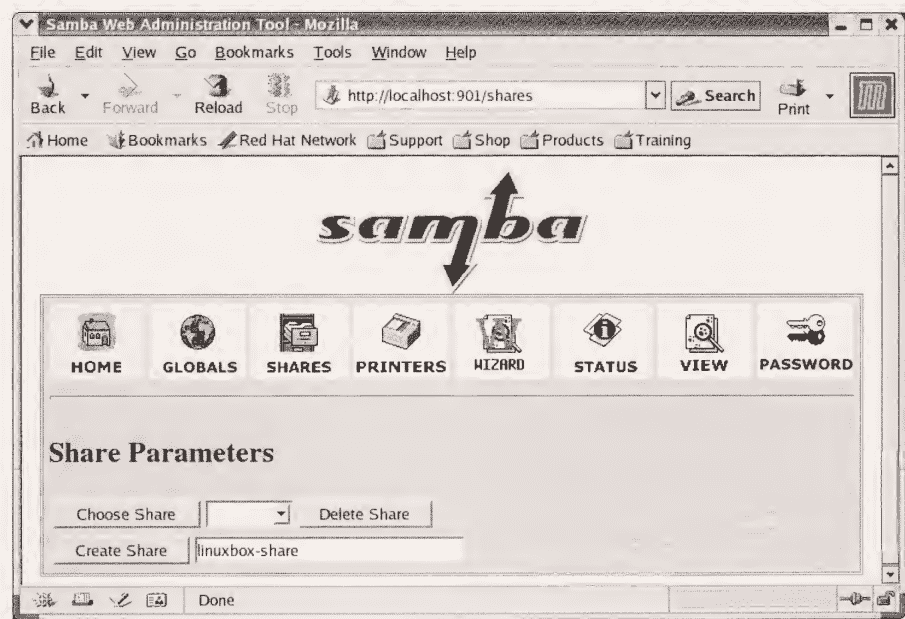 Samba Web Administration Tool - Mozilla
File Edit View Go Bookmarks Tools Window Help
Back Forward Reload Stop http://localhost:901/shares Search Print
Home Bookmarks Red Hat Network Support Shop Products Training
samba
HOME GLOBALS SHARES PRINTERS WIZARD STATUS VIEW PASSWORD
Share Parameters
Choose Share Delete Share
Create Share linuxbox-share
Done